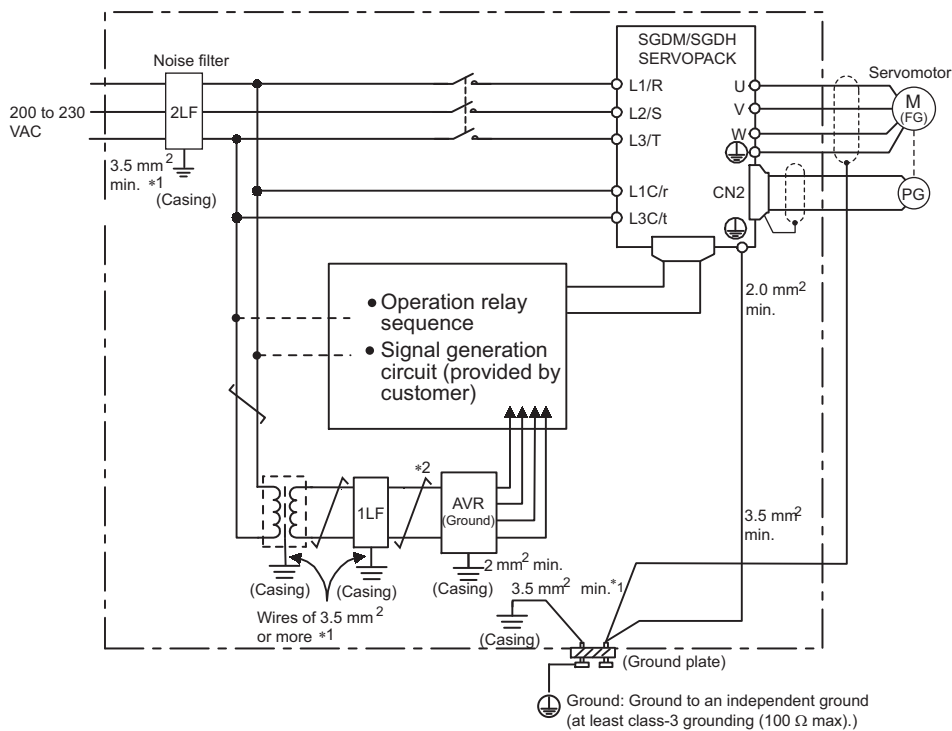 SGDM/SGDH
SERVOPACK
Noise filter
Servomotor
L1/R
U
200 to 230
VAC
2LF
L2/S
V
M
(FG)
L3/T
W
3.5 mm²
min. *1
(Casing)
L1C/r
CN2
PG
L3C/t
2.0 mm²
min.
• Operation relay
sequence
• Signal generation
circuit (provided by
customer)
*2
1LF
AVR
(Ground)
3.5 mm²
min.
2 mm² min.
(Casing)
(Casing)
(Casing)
3.5 mm² min.*1
Wires of 3.5 mm²
or more *1
(Casing)
(Ground plate)
Ground: Ground to an independent ground
(at least class-3 grounding (100 Ω max).)